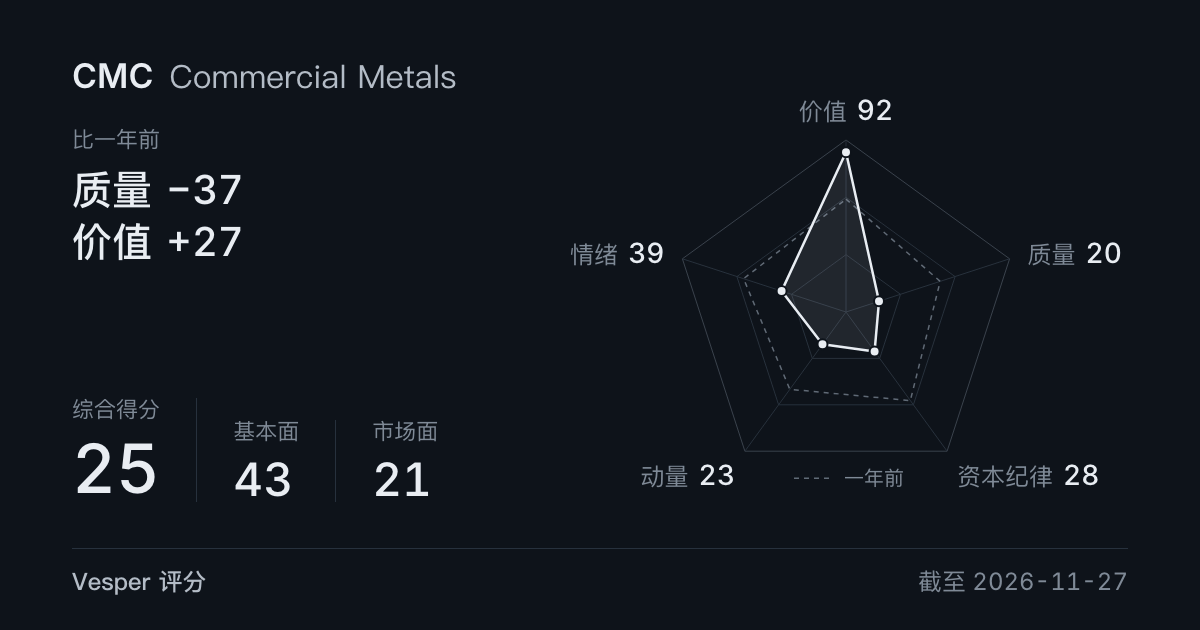 CMC Commercial Metals
比一年前
质量 −37
价值 +27
价值 92
情绪 39
质量 20
动量 23
一年前
资本纪律 28
综合得分
25
基本面
43
市场面
21
Vesper 评分
截至 2026-11-27